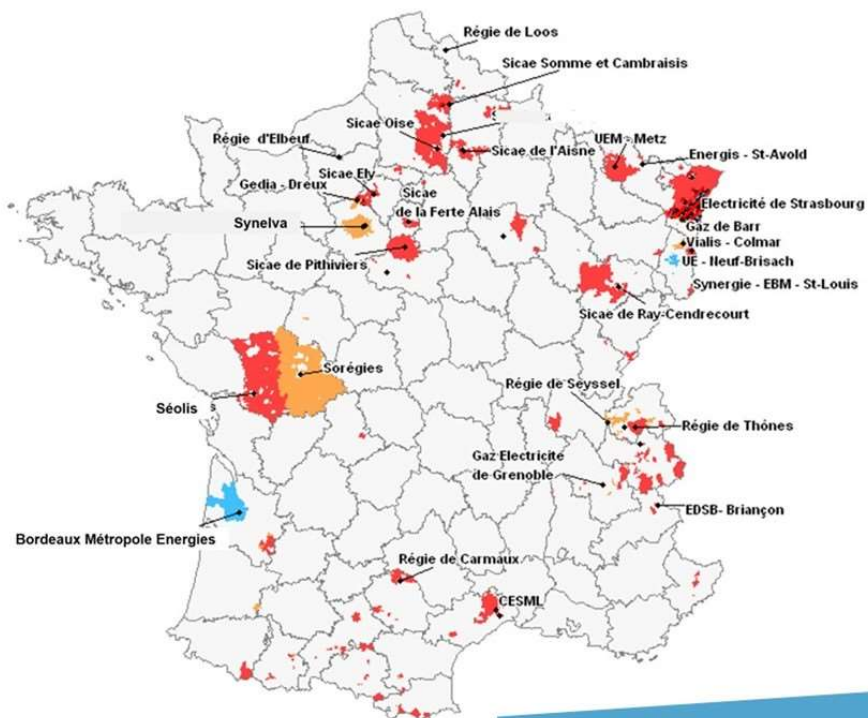 Régie de Loos
Sicae Somme et Cambraisis
Sicae Oise
UEM - Metz
Régie d'Elbeuf
Sicae de l'Aisne
Energis - St-Avold
Sicae Ely
Gedia - Dreux
Sicae
de la Ferte Alais
Electricité de Strasbourg
Synelva
Gaz de Barr
Vialis - Colmar
Sicae de Pithiviers
UE - Neuf-Brisach
Synergie - EBM - St-Louis
Sicae de Ray-Cendrecourt
Sorégies
Régie de Seyssel
Séolis
Régie de Thônes
Gaz Electricite
de Grenoble
EDSB- Briançon
Bordeaux Métropole Energies
Régie de Carmaux
CESML